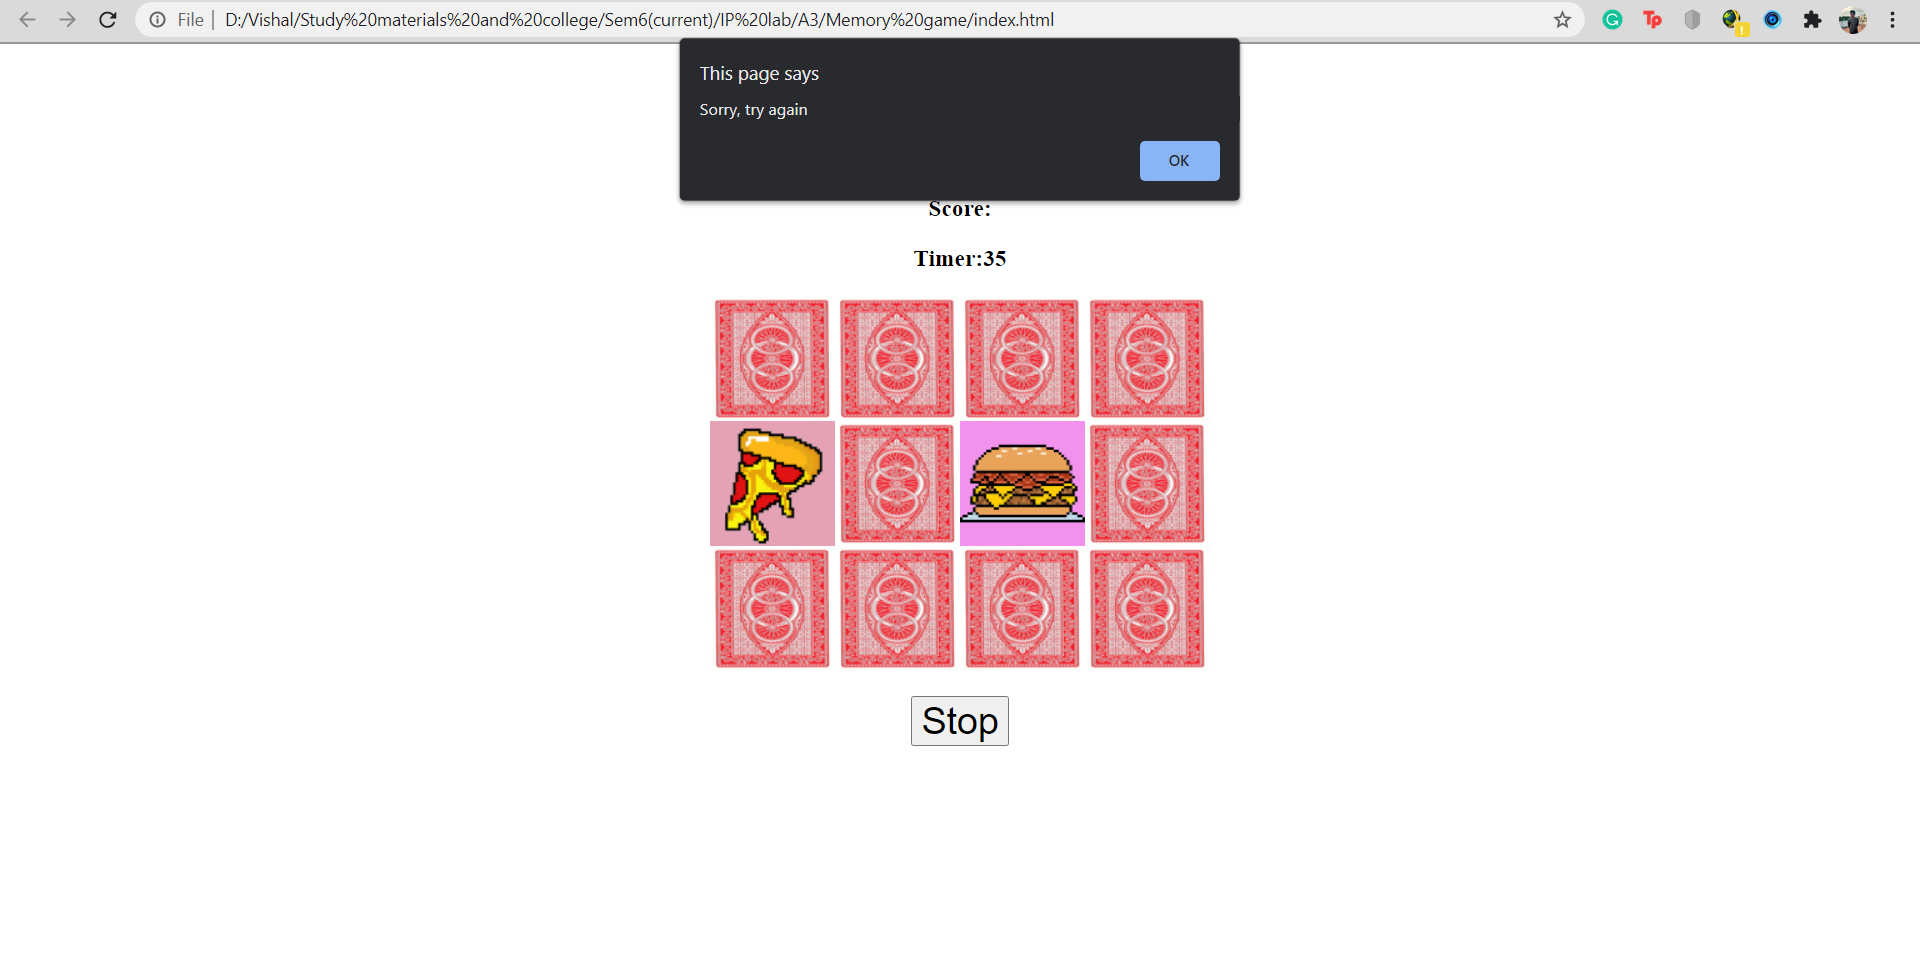 File | D:/Vishal/Study%20materials%20and%20college/Sem6(current)/IP%20lab/A3/Memory%20game/index.html
Tp
This page says
Sorry, try again
OK
Score:
Timer:35
Stop